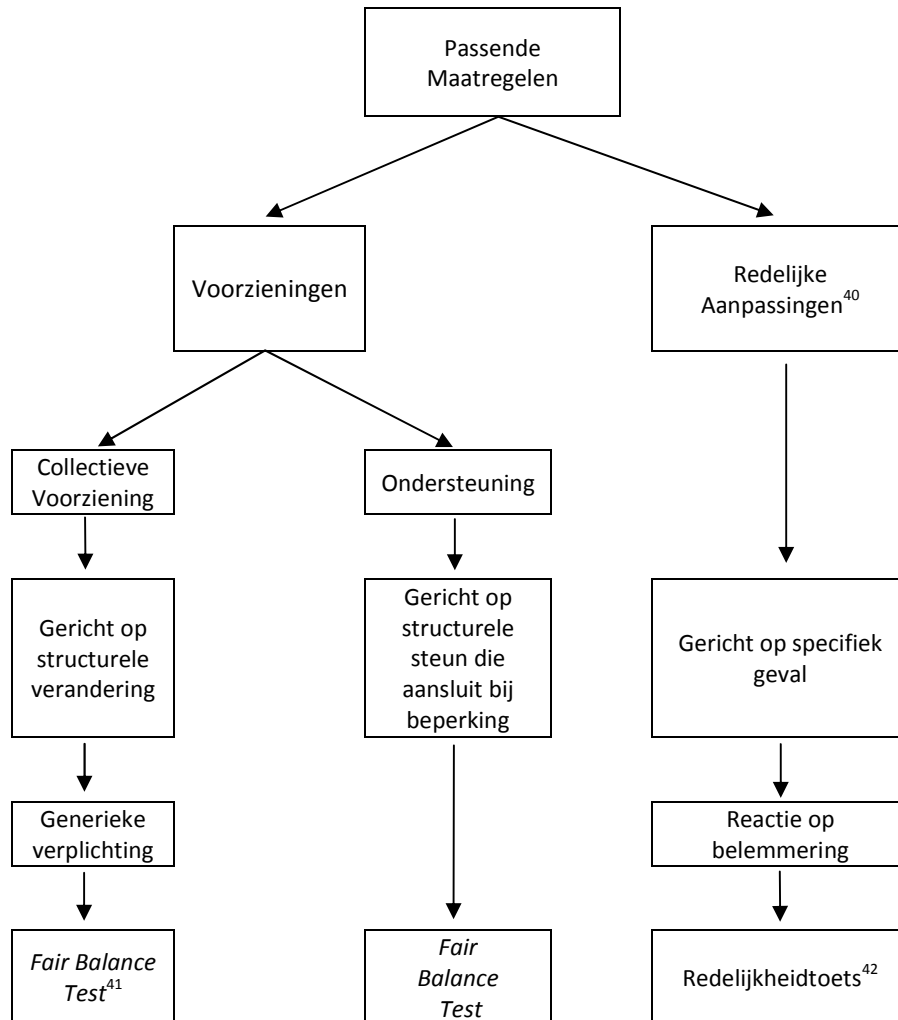 Passende
Maatregelen
Voorzieningen
Redelijke
Aanpassingen40
Collectieve
Voorziening
Ondersteuning
Gericht op
structurele
verandering
Gericht op
structurele
steun die
aansluit bij
beperking
Gericht op specifiek
geval
Generieke
verplichting
Reactie op
belemmering
Fair Balance
Test41
Fair
Balance
Test
Redelijkheidtoets42